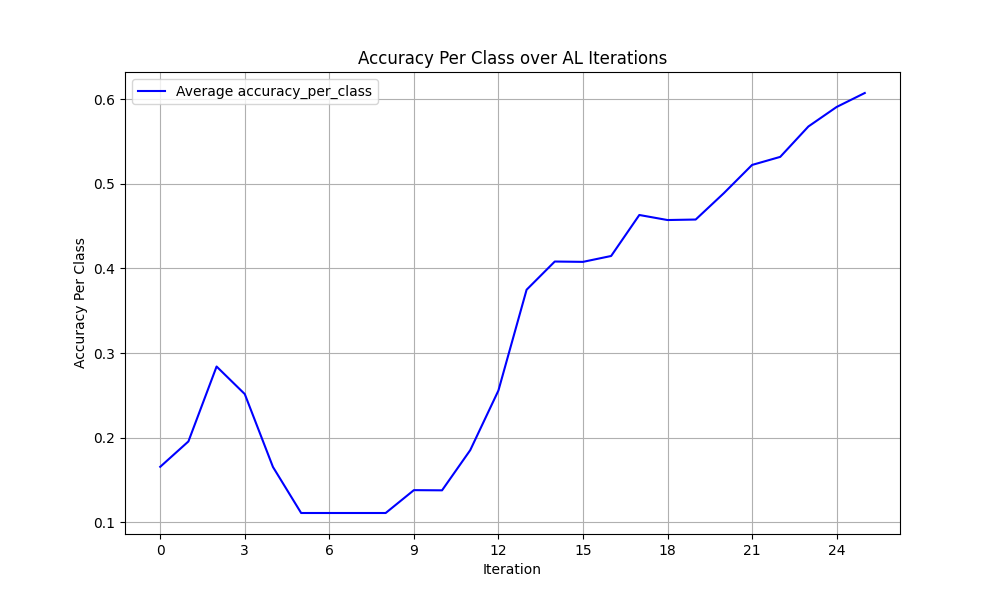 Accuracy Per Class over AL Iterations
Average accuracy_per_class
Accuracy Per Class
0.6
0.5
0.4
0.3
0.2
0.1
0 3 6 9 12 15 18 21 24
Iteration